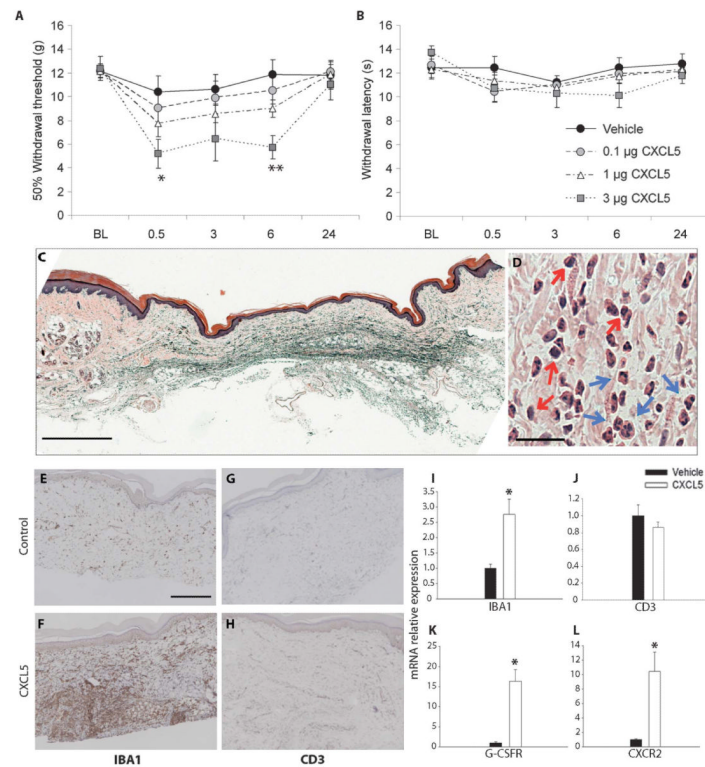 A
B
50% Withdrawal threshold (g)
16
14
12
10
8
6
4
2
0
*
**
BL 0.5 3 6 24
Withdrawal latency (s)
16
14
12
10
8
6
4
2
0
Vehicle
0.1 µg CXCL5
1 µg CXCL5
3 µg CXCL5
BL 0.5 3 6 24
C
D
E
G
Control
F
H
CXCL5
IBA1 CD3
Vehicle
CXCL5
mRNA relative expression
I
3.5
3.0
2.5
2.0
1.5
1.0
0.5
0
*
IBA1
J
1.2
1.0
0.8
0.6
0.4
0.2
0
CD3
K
25
20
15
10
5
0
*
G-CSFR
L
14
12
10
8
6
4
2
0
*
CXCR2